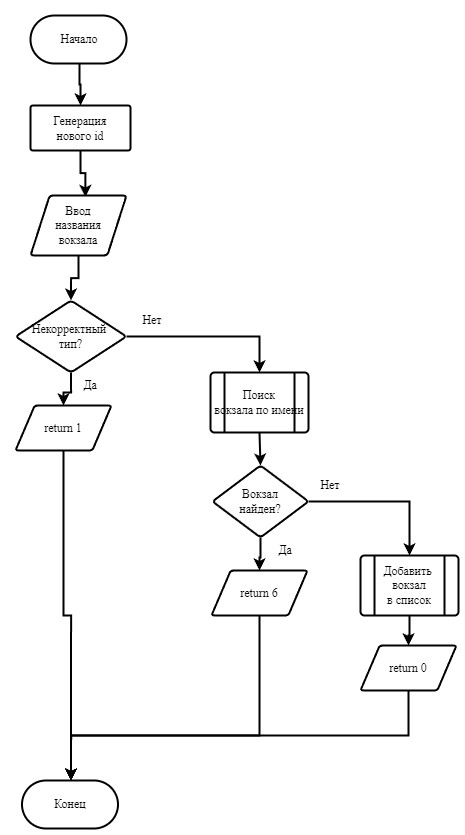 Начало
Генерация
нового id
Ввод
названия
вокзала
Некорректный
тип?
Нет
Да
return 1
Поиск
вокзала по имени
Вокзал
найден?
Нет
Да
return 6
Добавить
вокзал
в список
return 0
Конец